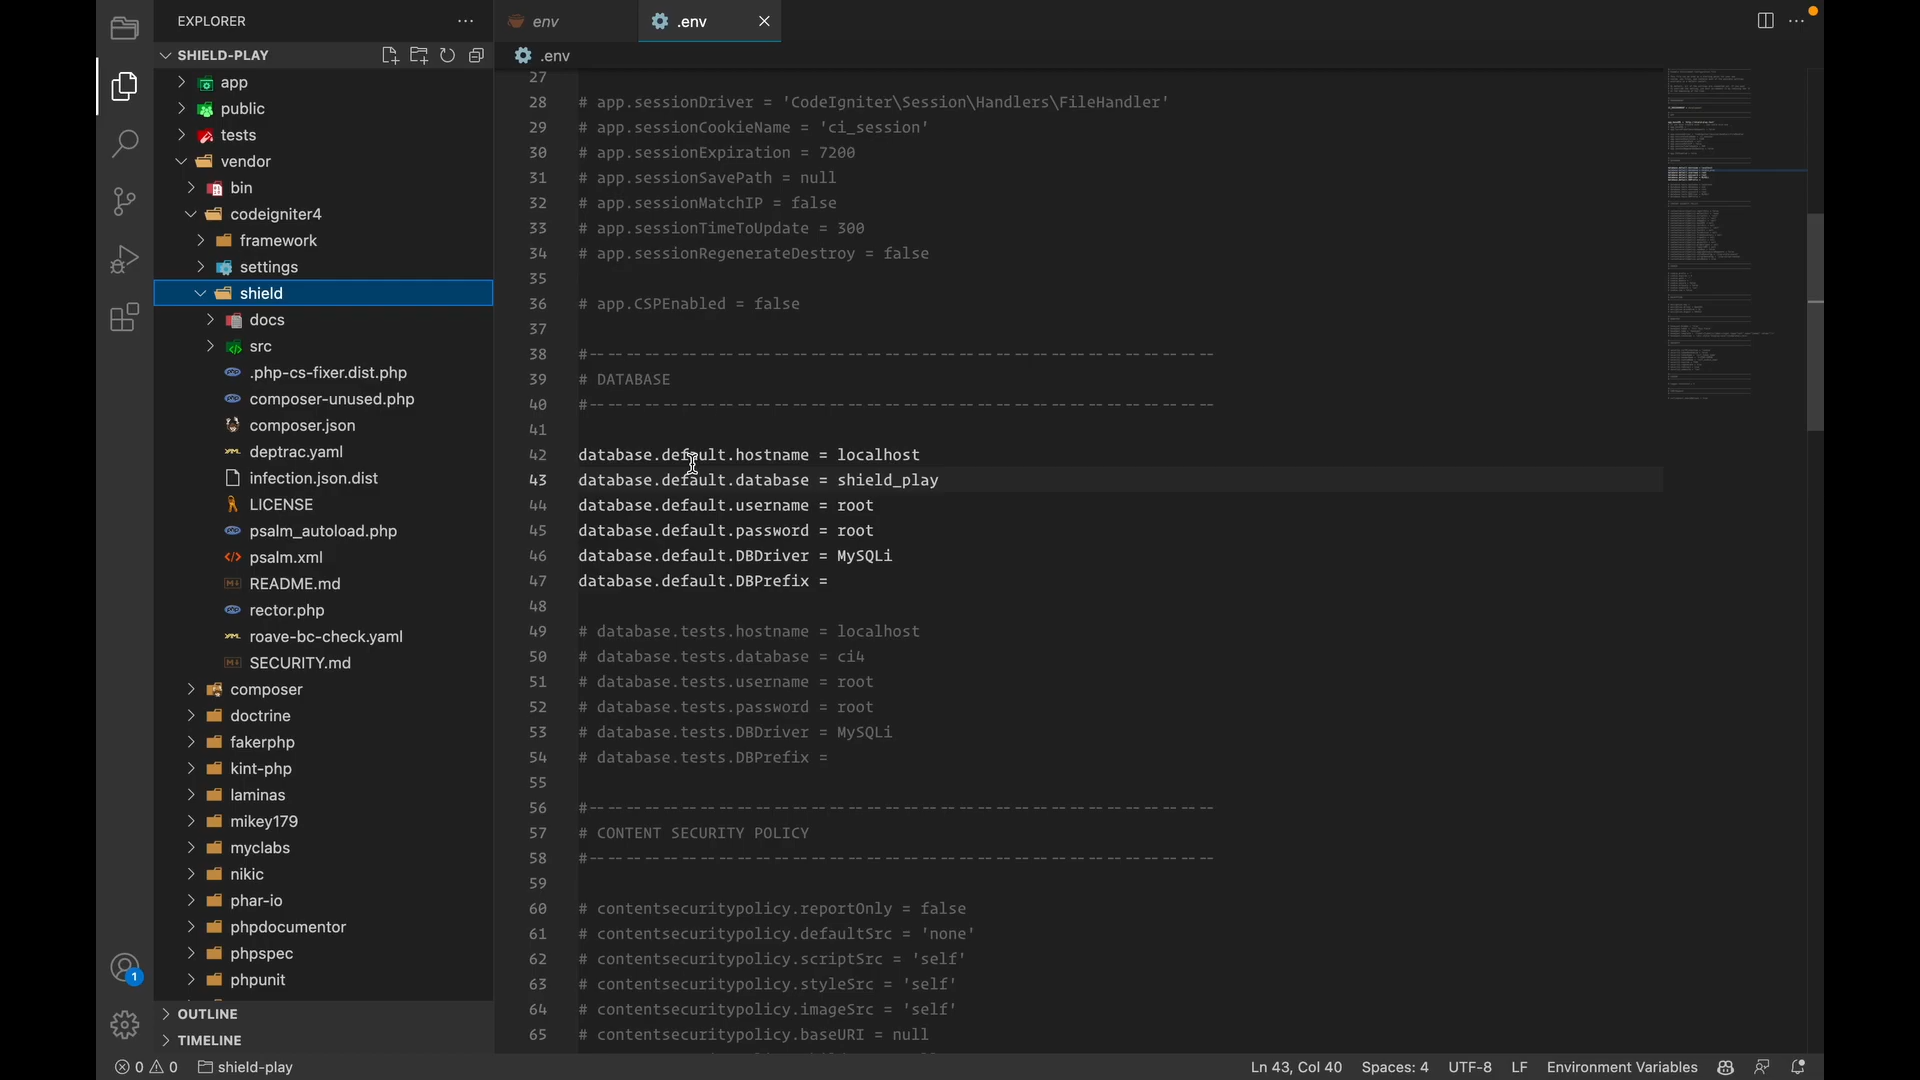 EXPLORER
SHIELD-PLAY
app
public
tests
vendor
bin
codeigniter4
framework
settings
shield
docs
src
.php-cs-fixer.dist.php
composer-unused.php
composer.json
deptrac.yaml
infection.json.dist
LICENSE
psalm_autoload.php
psalm.xml
README.md
rector.php
roave-bc-check.yaml
SECURITY.md
composer
doctrine
fakerphp
kint-php
laminas
mikey179
myclabs
nikic
phar-io
phpdocumentor
phpspec
phpunit
OUTLINE
TIMELINE
env
.env
.env
27
28 # app.sessionDriver = 'CodeIgniter\Session\Handlers\FileHandler'
29 # app.sessionCookieName = 'ci_session'
30 # app.sessionExpiration = 7200
31 # app.sessionSavePath = null
32 # app.sessionMatchIP = false
33 # app.sessionTimeToUpdate = 300
34 # app.sessionRegenerateDestroy = false
35
36 # app.CSPEnabled = false
37
38 #--------------------------------------------------------------------
39 # DATABASE
40 #--------------------------------------------------------------------
41
42 database.default.hostname = localhost
43 database.default.database = shield_play
44 database.default.username = root
45 database.default.password = root
46 database.default.DBDriver = MySQLi
47 database.default.DBPrefix =
48
49 # database.tests.hostname = localhost
50 # database.tests.database = ci4
51 # database.tests.username = root
52 # database.tests.password = root
53 # database.tests.DBDriver = MySQLi
54 # database.tests.DBPrefix =
55
56 #--------------------------------------------------------------------
57 # CONTENT SECURITY POLICY
58 #--------------------------------------------------------------------
59
60 # contentsecuritypolicy.reportOnly = false
61 # contentsecuritypolicy.defaultSrc = 'none'
62 # contentsecuritypolicy.scriptSrc = 'self'
63 # contentsecuritypolicy.styleSrc = 'self'
64 # contentsecuritypolicy.imageSrc = 'self'
65 # contentsecuritypolicy.baseURI = null
1
0 0 shield-play
Ln 43, Col 40 Spaces: 4 UTF-8 LF Environment Variables